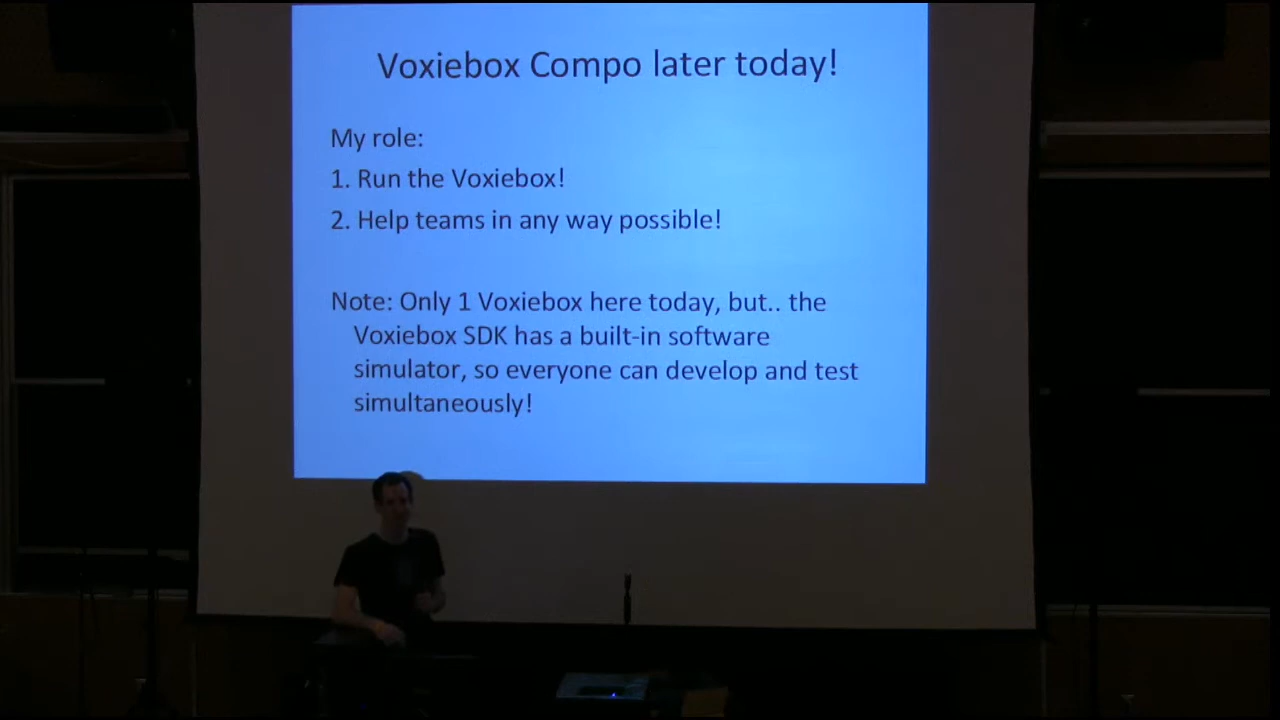 Voxiebox Compo later today!
My role:
1. Run the Voxiebox!
2. Help teams in any way possible!
Note: Only 1 Voxiebox here today, but.. the
Voxiebox SDK has a built-in software
simulator, so everyone can develop and test
simultaneously!